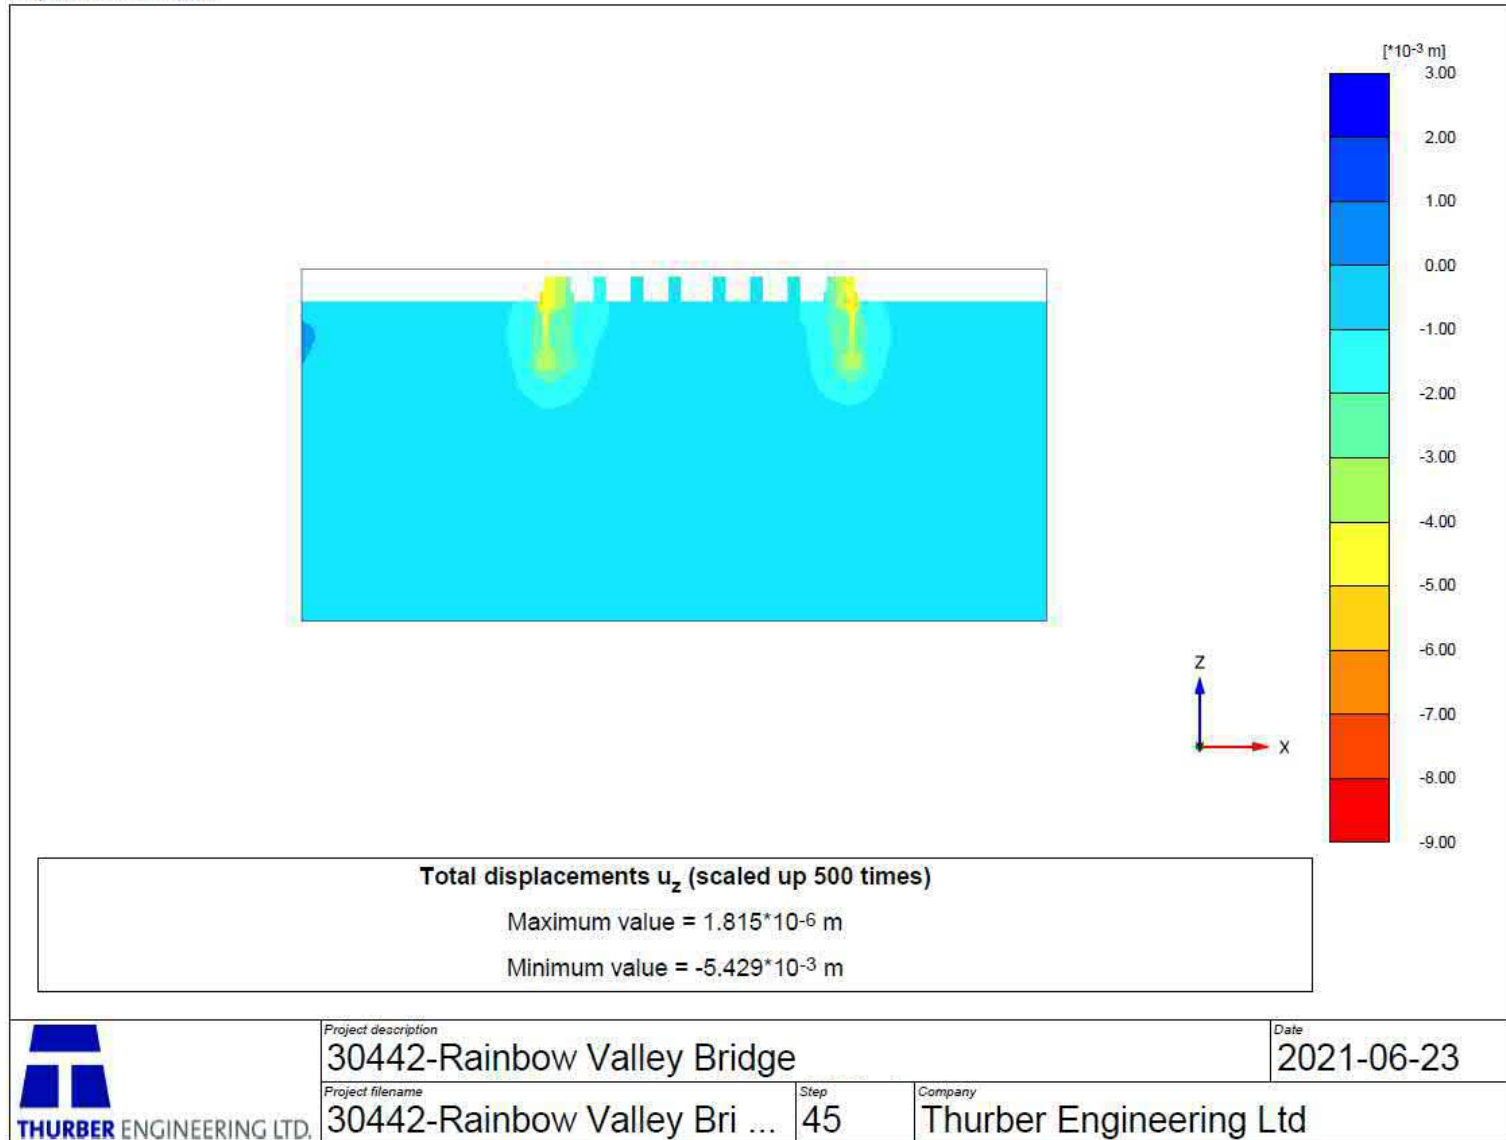 [*10-3 m]
3.00
2.00
1.00
0.00
-1.00
-2.00
-3.00
-4.00
-5.00
-6.00
-7.00
-8.00
-9.00
Z
X
Total displacements uz (scaled up 500 times)
Maximum value = 1.815*10-6 m
Minimum value = -5.429*10-3 m
Project description
30442-Rainbow Valley Bridge
Date
2021-06-23
Project filename
30442-Rainbow Valley Bri ...
Step
45
Company
Thurber Engineering Ltd
THURBER ENGINEERING LTD.